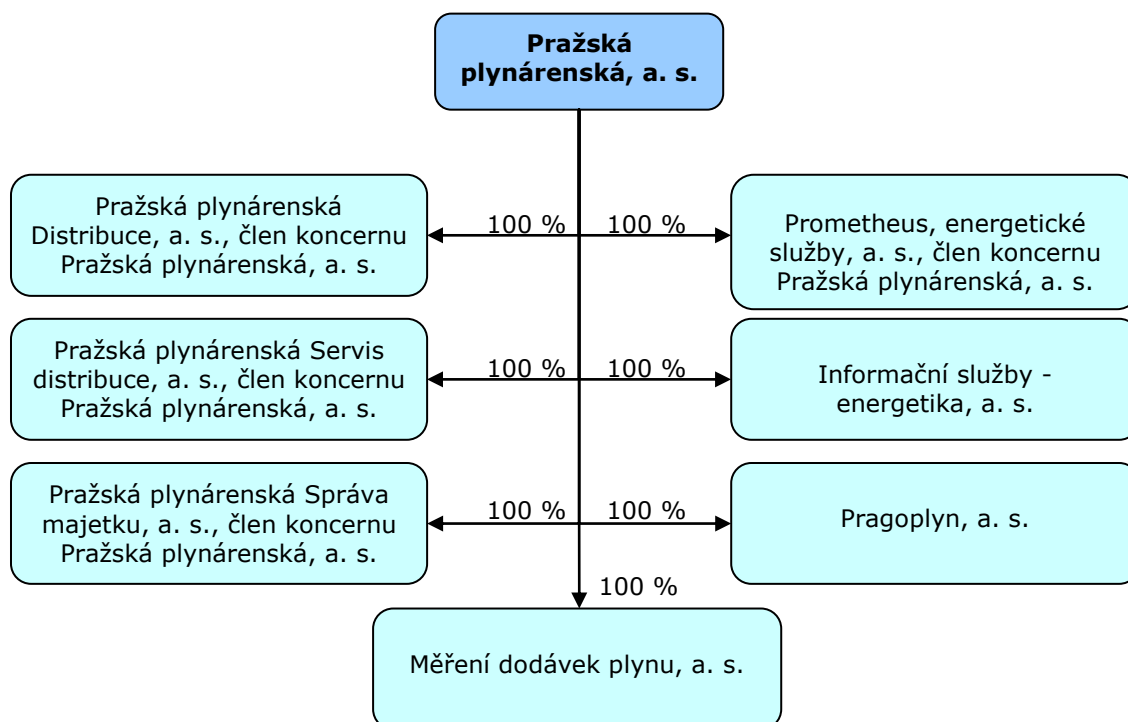 Pražská
plynárenská, a. s.
Pražská plynárenská
Distribuce, a. s., člen koncernu
Pražská plynárenská, a. s.
100 %
100 %
Prometheus, energetické
služby, a. s., člen koncernu
Pražská plynárenská, a. s.
Pražská plynárenská Servis
distribuce, a. s., člen koncernu
Pražská plynárenská, a. s.
100 %
100 %
Informační služby -
energetika, a. s.
Pražská plynárenská Správa
majetku, a. s., člen koncernu
Pražská plynárenská, a. s.
100 %
100 %
Pragoplyn, a. s.
100 %
Měření dodávek plynu, a. s.